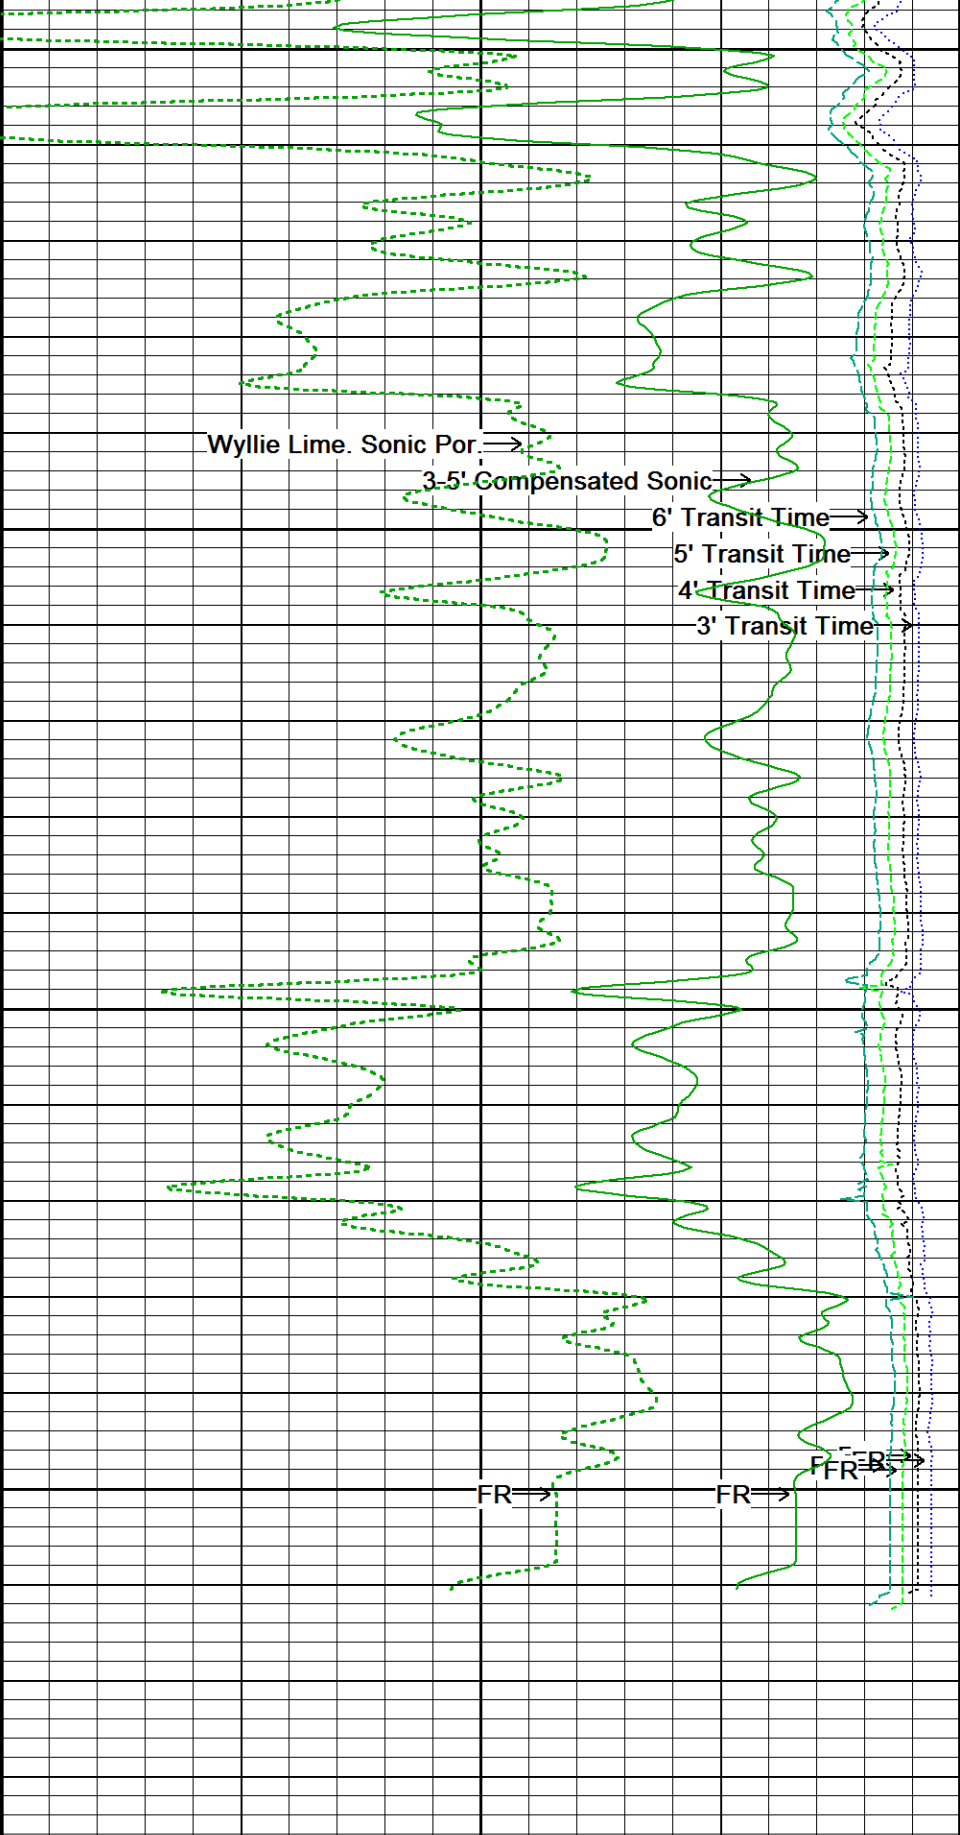 Wyllie Lime. Sonic Por.
3-5' Compensated Sonic
6' Transit Time
5' Transit Time
4' Transit Time
3' Transit Time
FR
FR
FR
FR